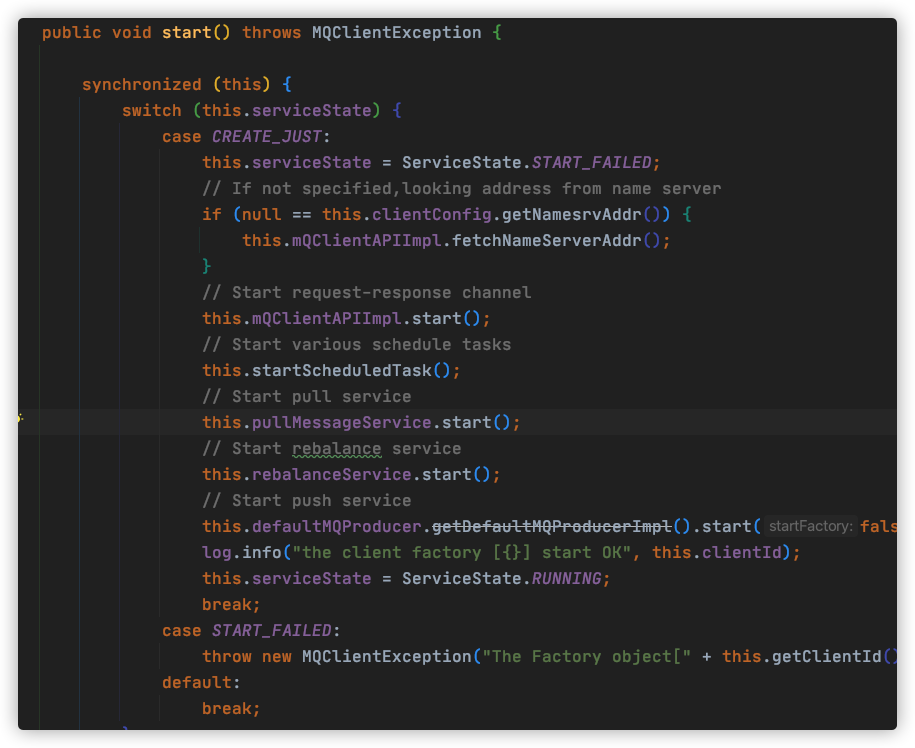 public void start() throws MQClientException {
synchronized (this) {
switch (this.serviceState) {
case CREATE_JUST:
this.serviceState = ServiceState.START_FAILED;
// If not specified,looking address from name server
if (null == this.clientConfig.getNamesrvAddr()) {
this.mQClientAPIImpl.fetchNameServerAddr();
}
// Start request-response channel
this.mQClientAPIImpl.start();
// Start various schedule tasks
this.startScheduledTask();
// Start pull service
this.pullMessageService.start();
// Start rebalance service
this.rebalanceService.start();
// Start push service
this.defaultMQProducer.getDefaultMQProducerImpl().start( startFactory: fals
log.info("the client factory [{}] start OK", this.clientId);
this.serviceState = ServiceState.RUNNING;
break;
case START_FAILED:
throw new MQClientException("The Factory object[" + this.getClientId()
default:
break;